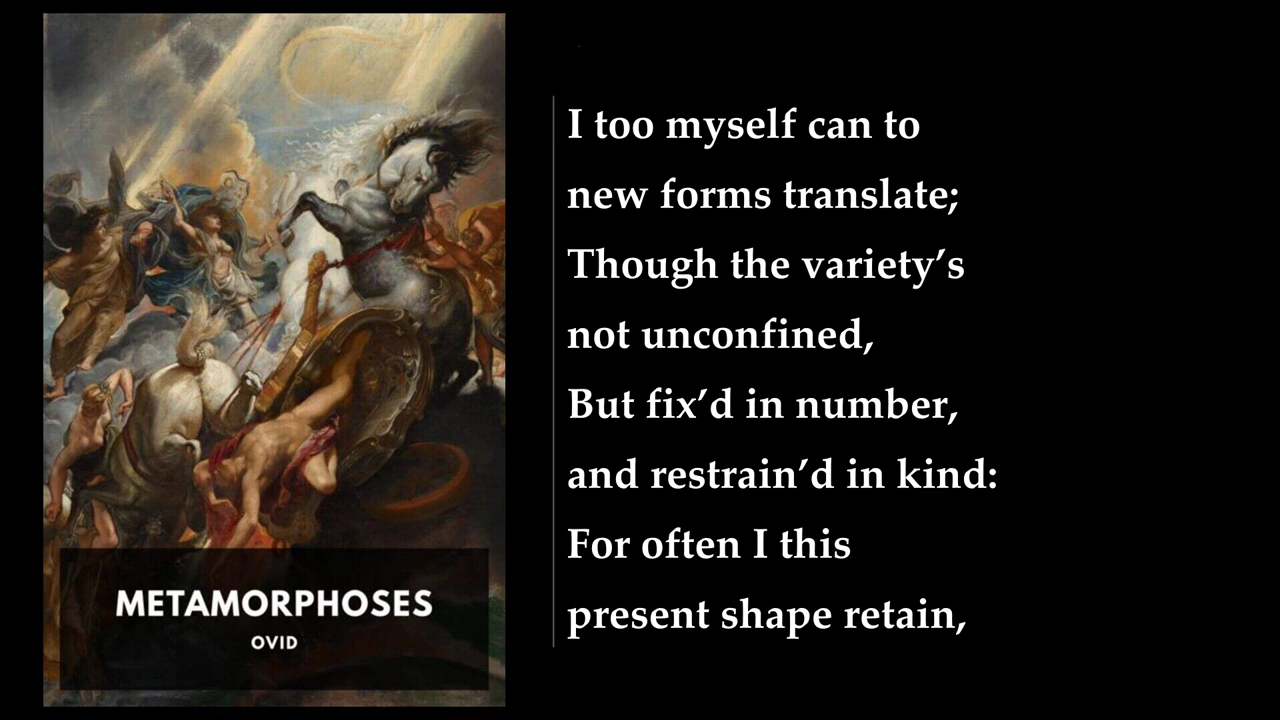 METAMORPHOSES
OVID
I too myself can to
new forms translate;
Though the variety’s
not unconfined,
But fix’d in number,
and restrain’d in kind:
For often I this
present shape retain,